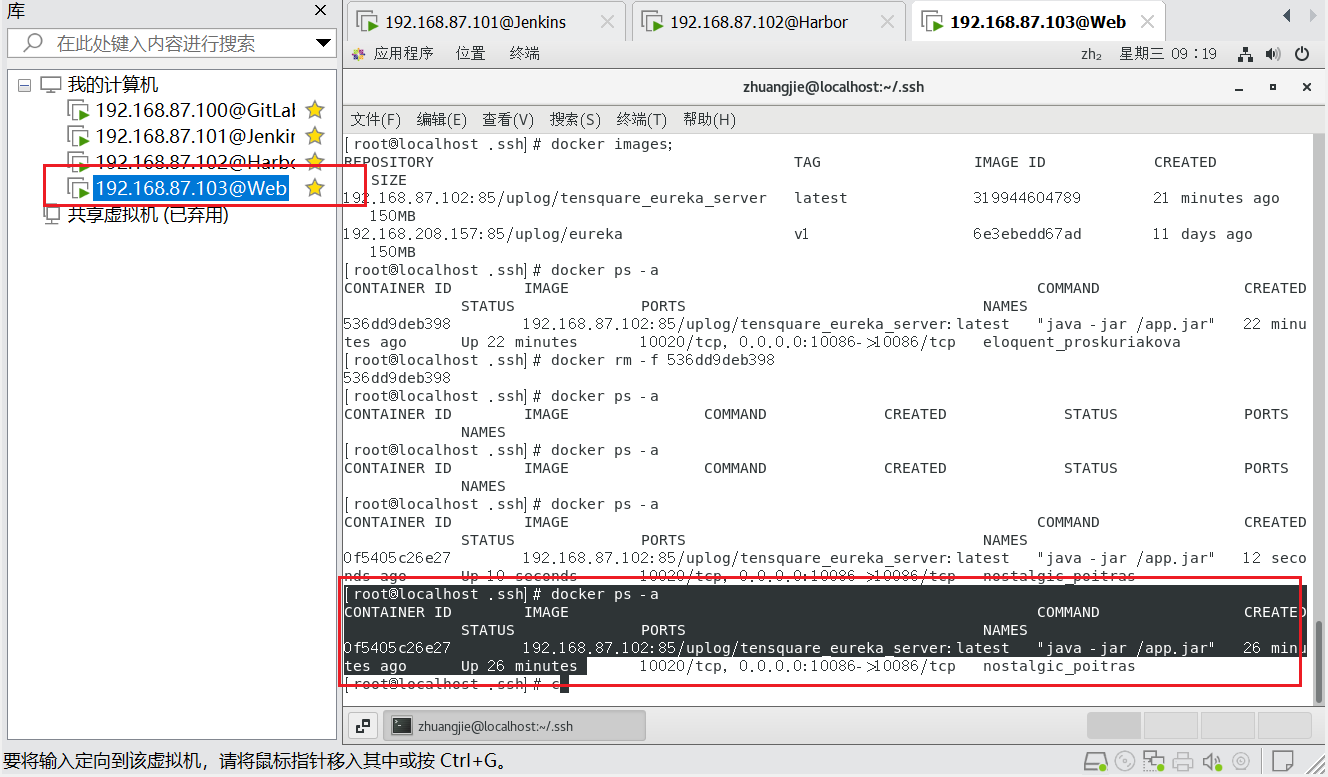 库
在此处键入内容进行搜索
我的计算机
192.168.87.100@GitLal
192.168.87.101@Jenkin
192.168.87.102@Harbo
192.168.87.103@Web
共享虚拟机 (已弃用)
192.168.87.101@Jenkins
192.168.87.102@Harbor
192.168.87.103@Web
应用程序 位置 终端
zh₂ 星期三 09：19
zhuangjie@localhost:~/.ssh
文件(F) 编辑(E) 查看(V) 搜索(S) 终端(T) 帮助(H)
[root@localhost .ssh]# docker images;
REPOSITORY TAG IMAGE ID CREATED
SIZE
192.168.87.102:85/uplog/tensquare_eureka_server latest 319944604789 21 minutes ago
150MB
192.168.208.157:85/uplog/eureka v1 6e3ebedd67ad 11 days ago
150MB
[root@localhost .ssh]# docker ps -a
CONTAINER ID IMAGE COMMAND CREATED
STATUS PORTS NAMES
536dd9deb398 192.168.87.102:85/uplog/tensquare_eureka_server:latest "java -jar /app.jar" 22 minu
tes ago Up 22 minutes 10020/tcp, 0.0.0.0:10086->10086/tcp eloquent_proskuriakova
[root@localhost .ssh]# docker rm -f 536dd9deb398
536dd9deb398
[root@localhost .ssh]# docker ps -a
CONTAINER ID IMAGE COMMAND CREATED STATUS PORTS
NAMES
[root@localhost .ssh]# docker ps -a
CONTAINER ID IMAGE COMMAND CREATED STATUS PORTS
NAMES
[root@localhost .ssh]# docker ps -a
CONTAINER ID IMAGE COMMAND CREATED
STATUS PORTS NAMES
0f5405c26e27 192.168.87.102:85/uplog/tensquare_eureka_server:latest "java -jar /app.jar" 12 seco
nds ago Up 10 seconds 10020/tcp, 0.0.0.0:10086->10086/tcp nostalgic_poitras
[root@localhost .ssh]# docker ps -a
CONTAINER ID IMAGE COMMAND CREATED
STATUS PORTS NAMES
0f5405c26e27 192.168.87.102:85/uplog/tensquare_eureka_server:latest "java -jar /app.jar" 26 minu
tes ago Up 26 minutes 10020/tcp, 0.0.0.0:10086->10086/tcp nostalgic_poitras
[root@localhost .ssh]# c
zhuangjie@localhost:~/.ssh
要将输入定向到该虚拟机，请将鼠标指针移入其中或按 Ctrl+G。